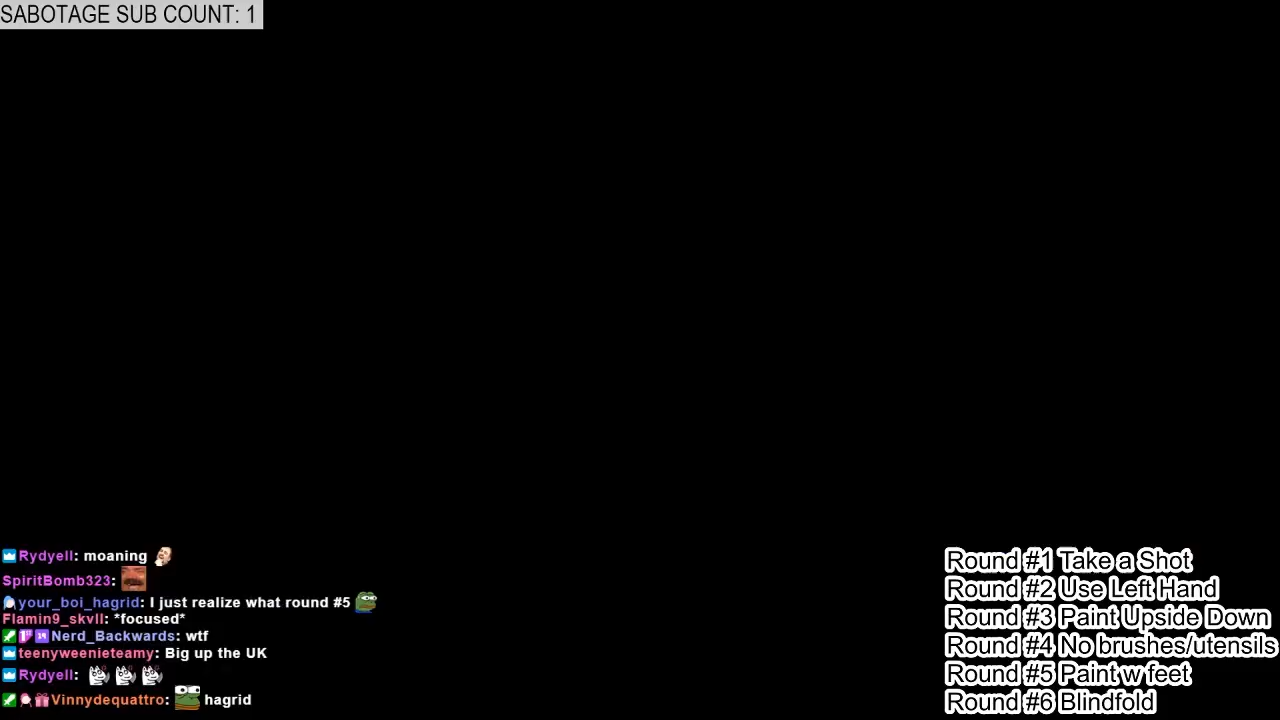 SABOTAGE SUB COUNT: 1
Rydyell: moaning
SpiritBomb323:
your_boi_hagrid: I just realize what round #5
Flamin9_skvll: *focused*
Nerd_Backwards: wtf
teenyweenieteamy: Big up the UK
Rydyell:
Vinnydequattro: hagrid
Round #1 Take a Shot
Round #2 Use Left Hand
Round #3 Paint Upside Down
Round #4 No brushes/utensils
Round #5 Paint w feet
Round #6 Blindfold